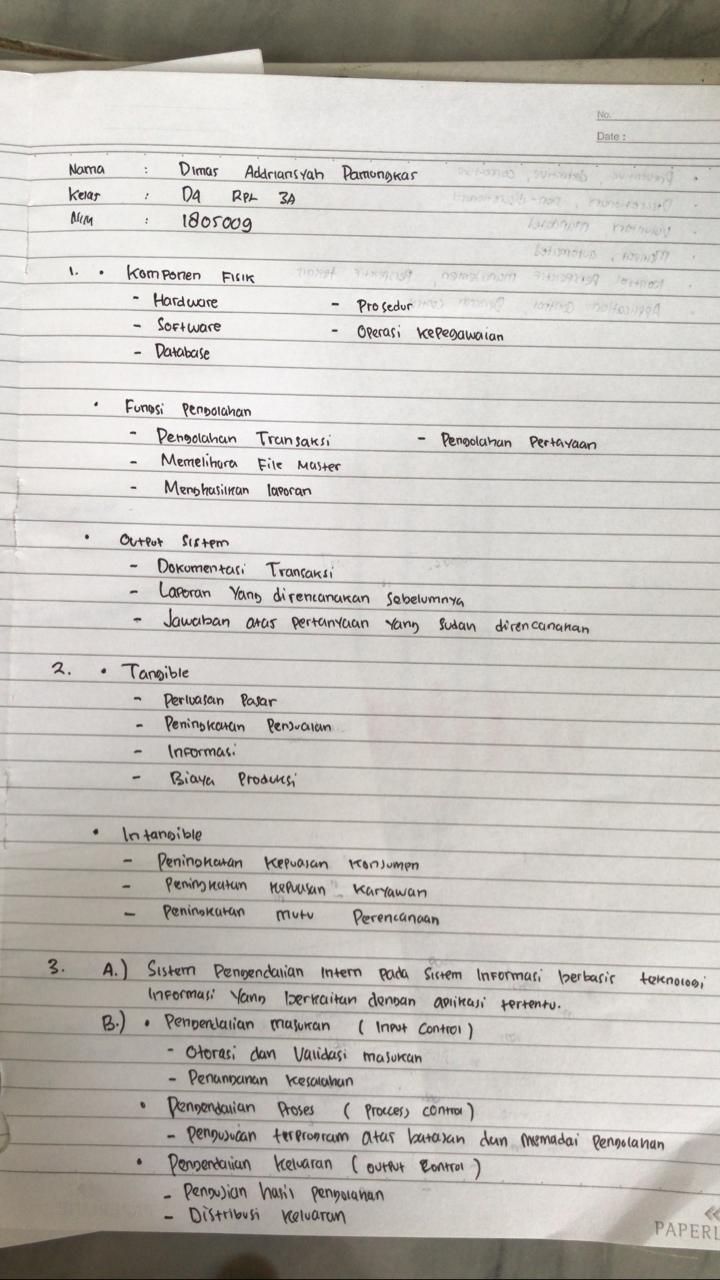 No.
Date :
Nama : Dimas Addriansyah Pamungkas
Kelas : D4 RPL 3A
NIM : 1805009
1. • Komponen Fisik
- Hardware - Prosedur
- Software - Operasi Kepegawaian
- Database
• Fungsi Pengolahan
- Pengolahan Transaksi - Pengolahan Pertayaan
- Memelihara File Master
- Menghasilkan laporan
• Output Sistem
- Dokumentasi Transaksi
- Laporan Yang direncanakan sebelumnya
- Jawaban atas pertanyaan yang sudah direncanakan
2. • Tangible
- Perluasan Pasar
- Peningkatan Penjualan
- Informasi
- Biaya Produksi
• Intangible
- Peningkatan Kepuasan Konsumen
- Peningkatan Kepuasan Karyawan
- Peningkatan mutu Perencanaan
3. A.) Sistem Pengendalian Intern pada Sistem Informasi berbasis teknologi
Informasi Yang berkaitan dengan aplikasi tertentu.
B.) • Pengendalian masukan ( Input Control )
- Otorasi dan Validasi masukan
- Penanganan Kesalahan
• Pengendalian Proses ( Procces control )
- Pengujian terprogram atas batasan dan memadai Pengolahan
• Pengendalian Keluaran ( output Control )
- Pengujian hasil pengolahan
- Distribusi Keluaran
PAPERL